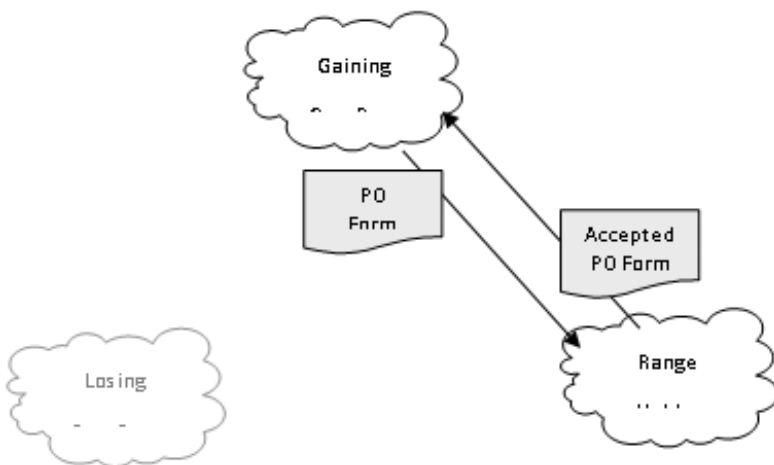 Gaining
PO
Form
Accepted
PO Form
Losing
Range